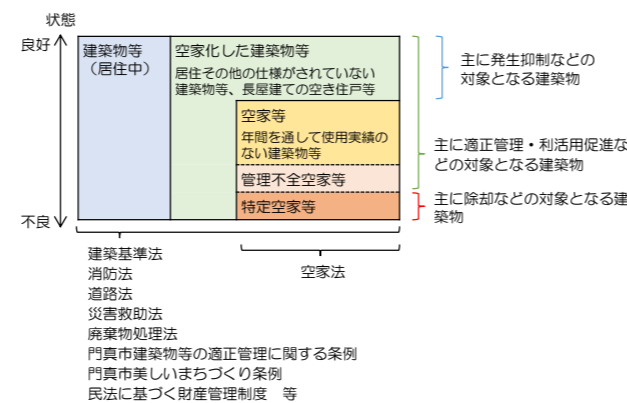 状態
良好
不良
建築物等
(居住中)
空家化した建築物等
居住その他の仕様がされていない
建築物等、長屋建ての空き住戸等
空家等
年間を通して使用実績の
ない建築物等
管理不全空家等
特定空家等
主に発生抑制などの
対象となる建築物
主に適正管理・利活用促進な
どの対象となる建築物
主に除却などの対象となる建
築物
空家法
建築基準法
消防法
道路法
災害救助法
廃棄物処理法
門真市建築物等の適正管理に関する条例
門真市美しいまちづくり条例
民法に基づく財産管理制度　等